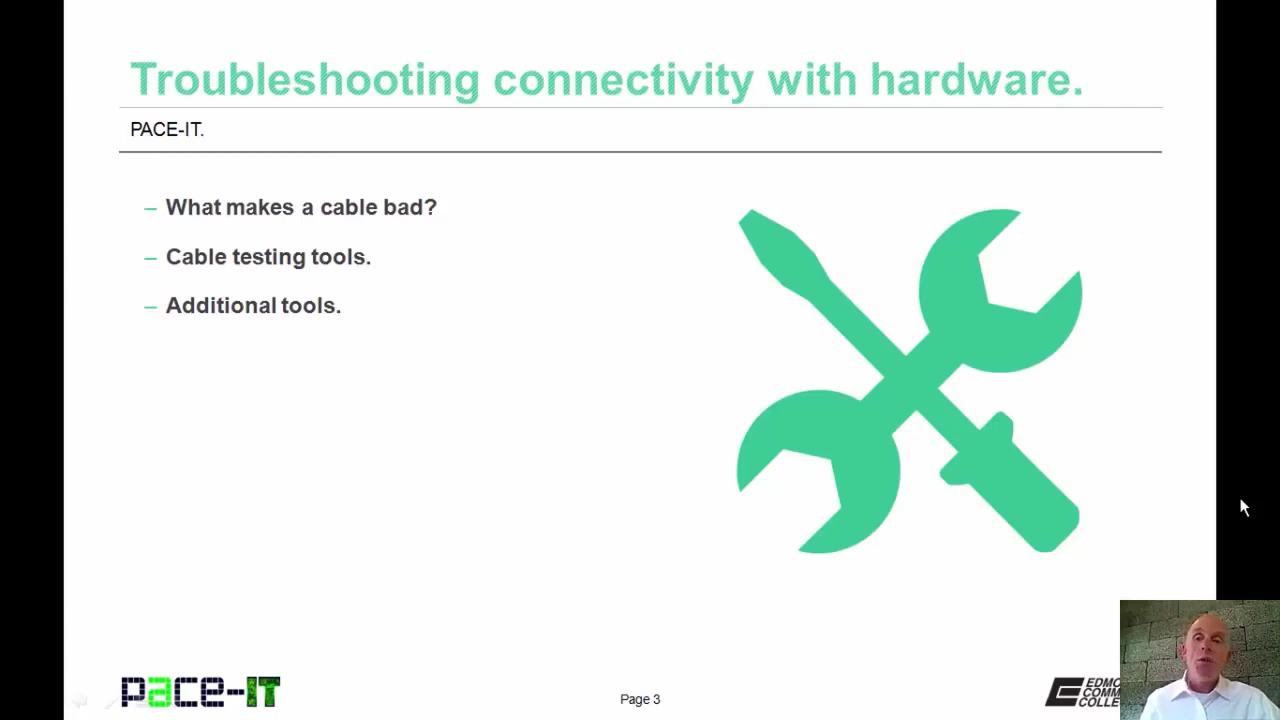 Troubleshooting connectivity with hardware.
PACE-IT.
– What makes a cable bad?
– Cable testing tools.
– Additional tools.
pace-IT
Page 3